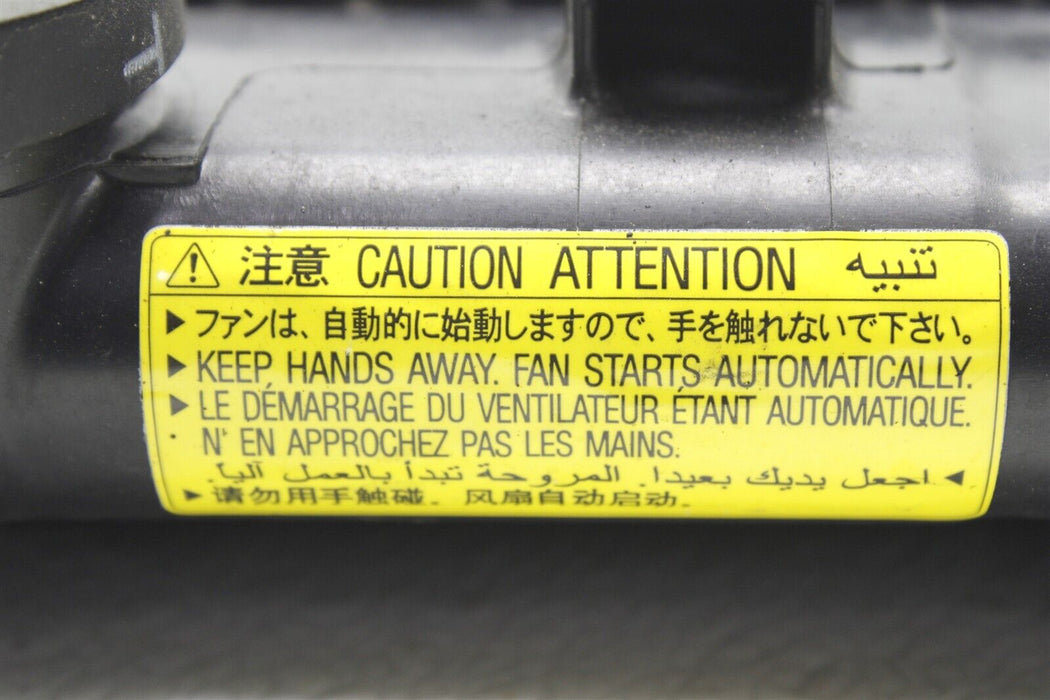 注意 CAUTION ATTENTION تنبيه
▶ファンは、自動的に始動しますので、手を触れないで下さい。
▶KEEP HANDS AWAY. FAN STARTS AUTOMATICALLY.
▶LE DÉMARRAGE DU VENTILATEUR ÉTANT AUTOMATIQUE.
N' EN APPROCHEZ PAS LES MAINS.
◀ اجعل يديك بعيدا. المروحة تبدأ بالعمل آليا.
▶请勿用手触碰。风扇自动启动。